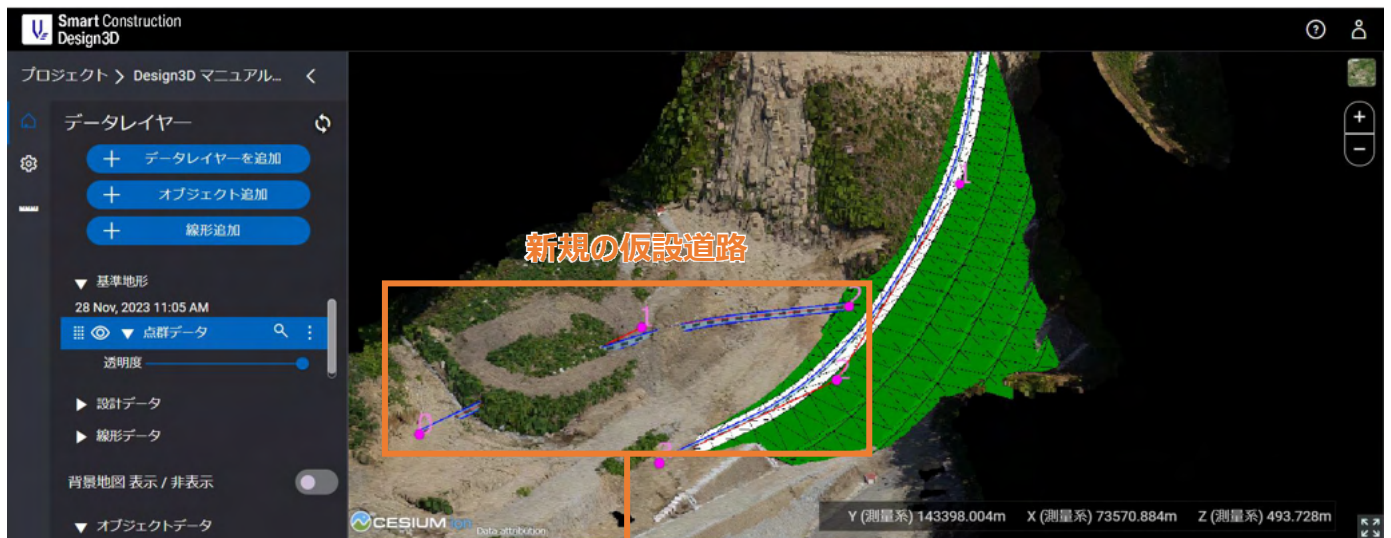 Smart Construction
Design3D
プロジェクト > Design3D マニュアル...
データレイヤー
+ データレイヤーを追加
+ オブジェクト追加
+ 線形追加
基準地形
28 Nov, 2023 11:05 AM
点群データ
透明度
設計データ
線形データ
背景地図 表示 / 非表示
オブジェクトデータ
新規の仮設道路
1
2
1
2
0
CESIUM ion
Data attribution
Y (測量系) 143398.004m X (測量系) 73570.884m Z (測量系) 493.728m